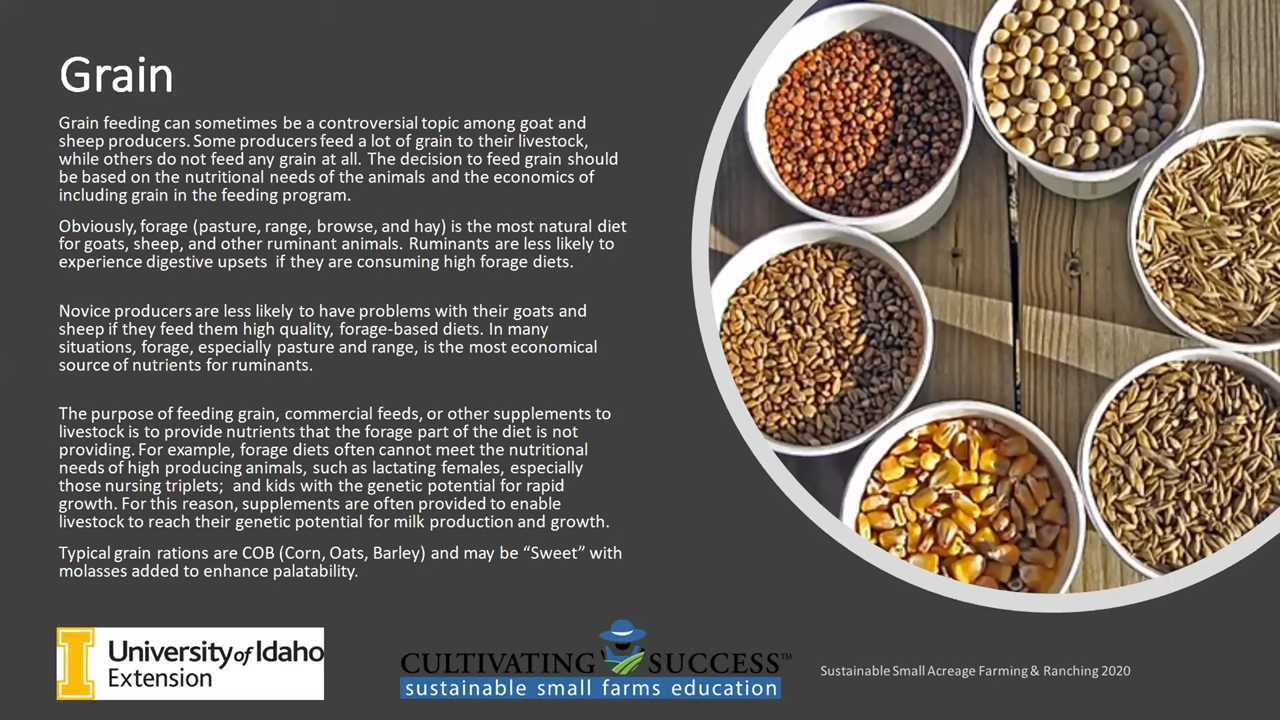 Grain
Grain feeding can sometimes be a controversial topic among goat and
sheep producers. Some producers feed a lot of grain to their livestock,
while others do not feed any grain at all. The decision to feed grain should
be based on the nutritional needs of the animals and the economics of
including grain in the feeding program.
Obviously, forage (pasture, range, browse, and hay) is the most natural diet
for goats, sheep, and other ruminant animals. Ruminants are less likely to
experience digestive upsets if they are consuming high forage diets.
Novice producers are less likely to have problems with their goats and
sheep if they feed them high quality, forage-based diets. In many
situations, forage, especially pasture and range, is the most economical
source of nutrients for ruminants.
The purpose of feeding grain, commercial feeds, or other supplements to
livestock is to provide nutrients that the forage part of the diet is not
providing. For example, forage diets often cannot meet the nutritional
needs of high producing animals, such as lactating females, especially
those nursing triplets; and kids with the genetic potential for rapid
growth. For this reason, supplements are often provided to enable
livestock to reach their genetic potential for milk production and growth.
Typical grain rations are COB (Corn, Oats, Barley) and may be “Sweet” with
molasses added to enhance palatability.
I University of Idaho
Extension
CULTIVATING SUCCESS™
sustainable small farms education
Sustainable Small Acreage Farming & Ranching 2020